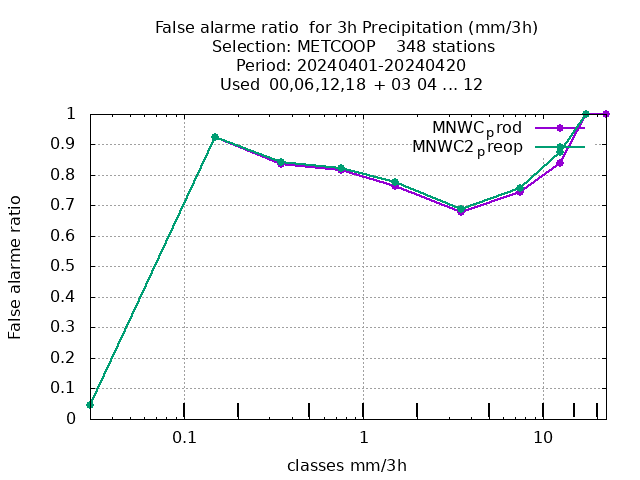 False alarme ratio  for 3h Precipitation (mm/3h)
Selection: METCOOP    348 stations
Period: 20240401-20240420
Used  00,06,12,18 + 03 04 ... 12
MNWCprod
MNWC2preop
1
0.9
0.8
0.7
0.6
0.5
0.4
0.3
0.2
0.1
0
False alarme ratio
0.1 1 10
classes mm/3h